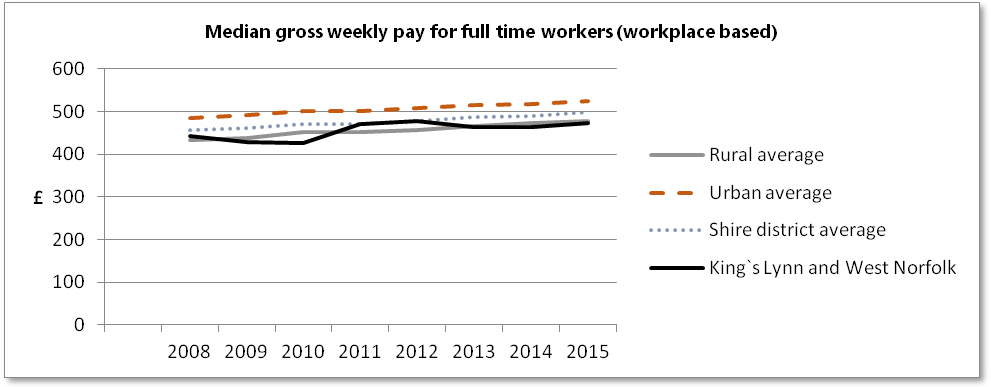 Median gross weekly pay for full time workers (workplace based)
600
500
400
300
200
100
0
£
2008 2009 2010 2011 2012 2013 2014 2015
Rural average
Urban average
Shire district average
King`s Lynn and West Norfolk